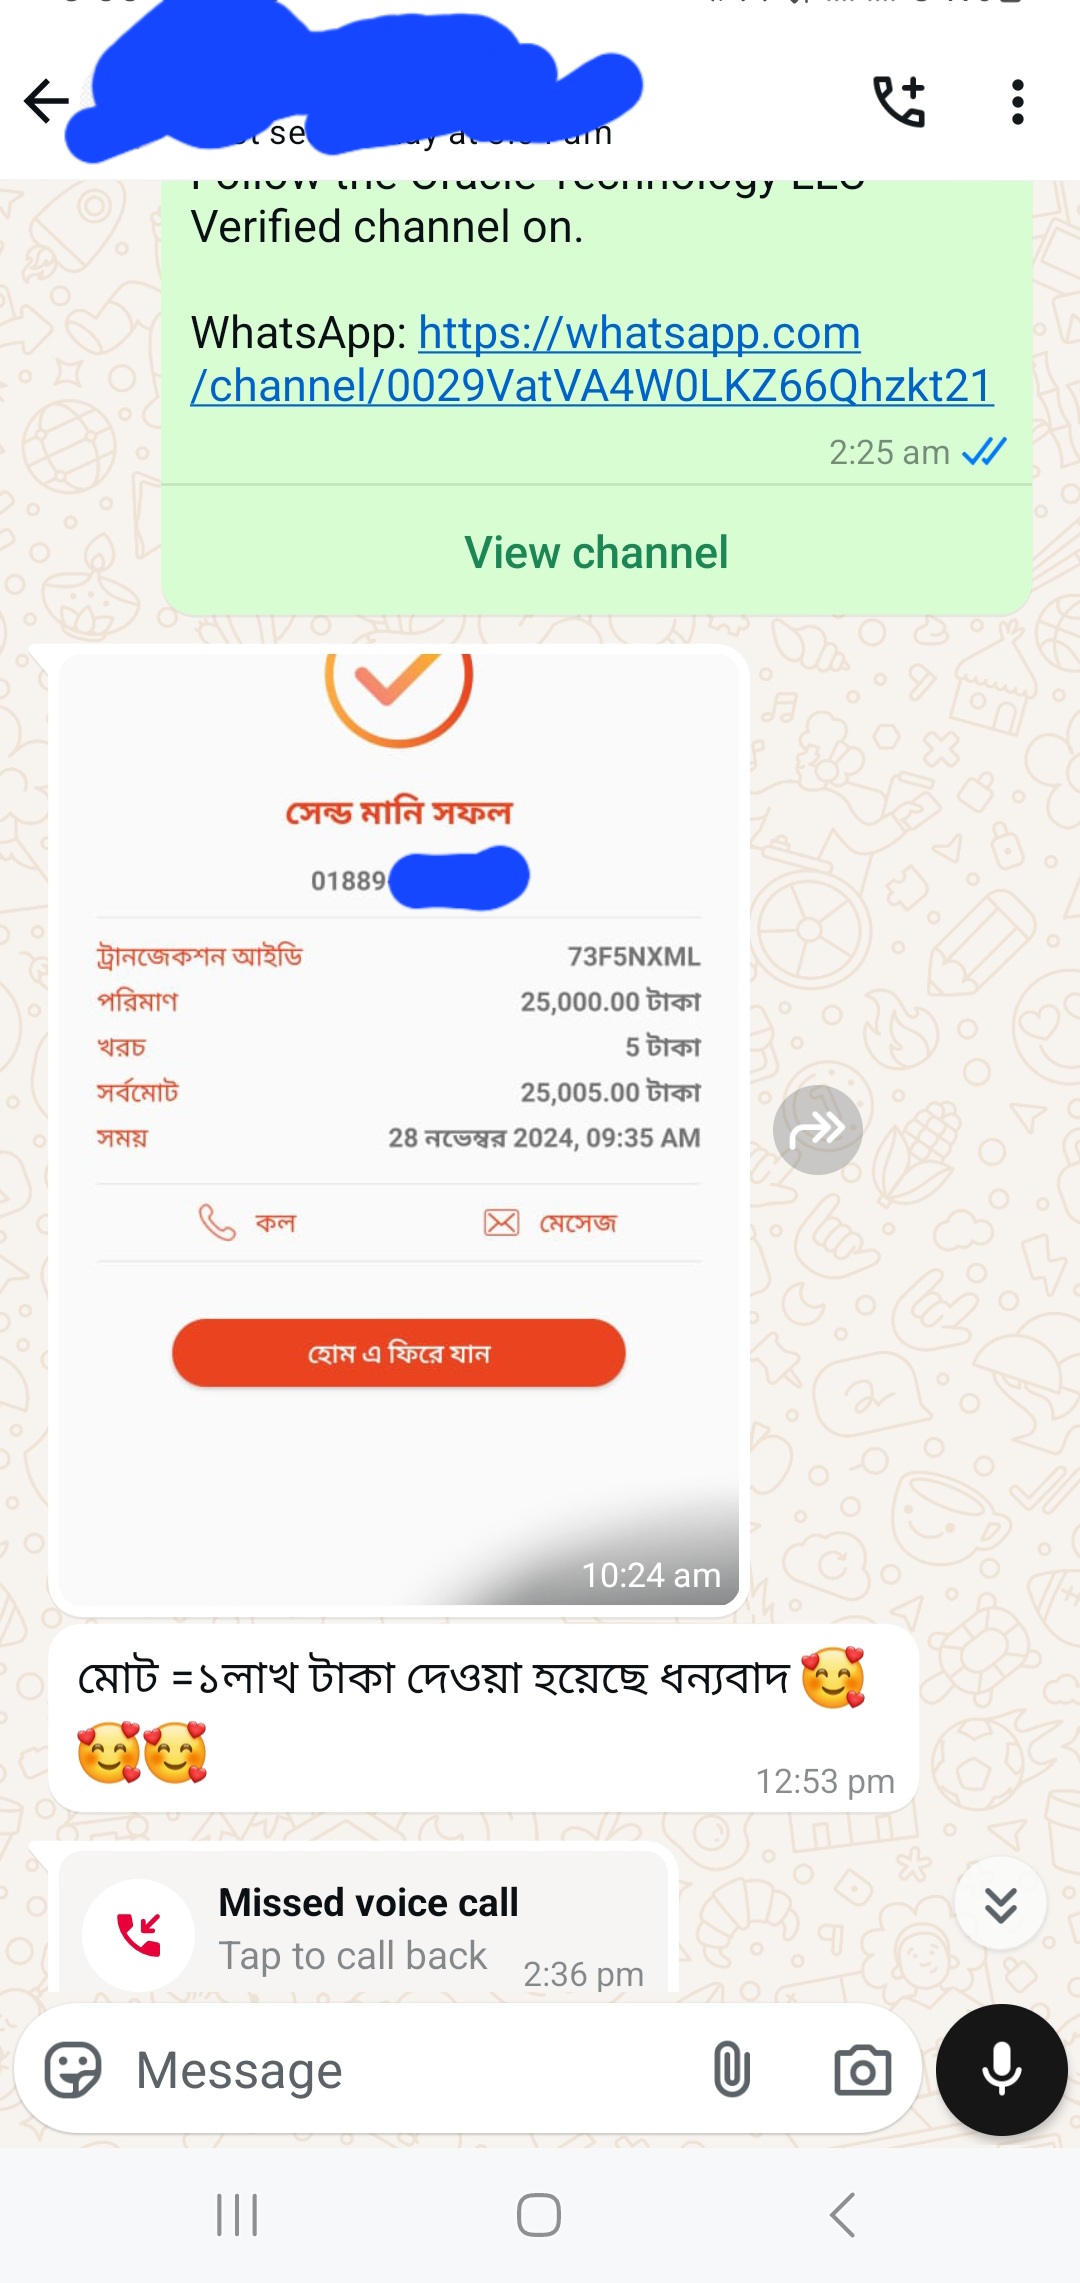 Verified channel on.
WhatsApp: https://whatsapp.com
/channel/0029VatVA4W0LKZ66Qhzkt21
2:25 am
View channel
সেন্ড মানি সফল
01889
ট্রানজেকশন আইডি 73F5NXML
পরিমাণ 25,000.00 টাকা
খরচ 5 টাকা
সর্বমোট 25,005.00 টাকা
সময় 28 নভেম্বর 2024, 09:35 AM
কল মেসেজ
হোম এ ফিরে যান
10:24 am
মোট =১লাখ টাকা দেওয়া হয়েছে ধন্যবাদ 🥰
🥰🥰
12:53 pm
Missed voice call
Tap to call back 2:36 pm
Message